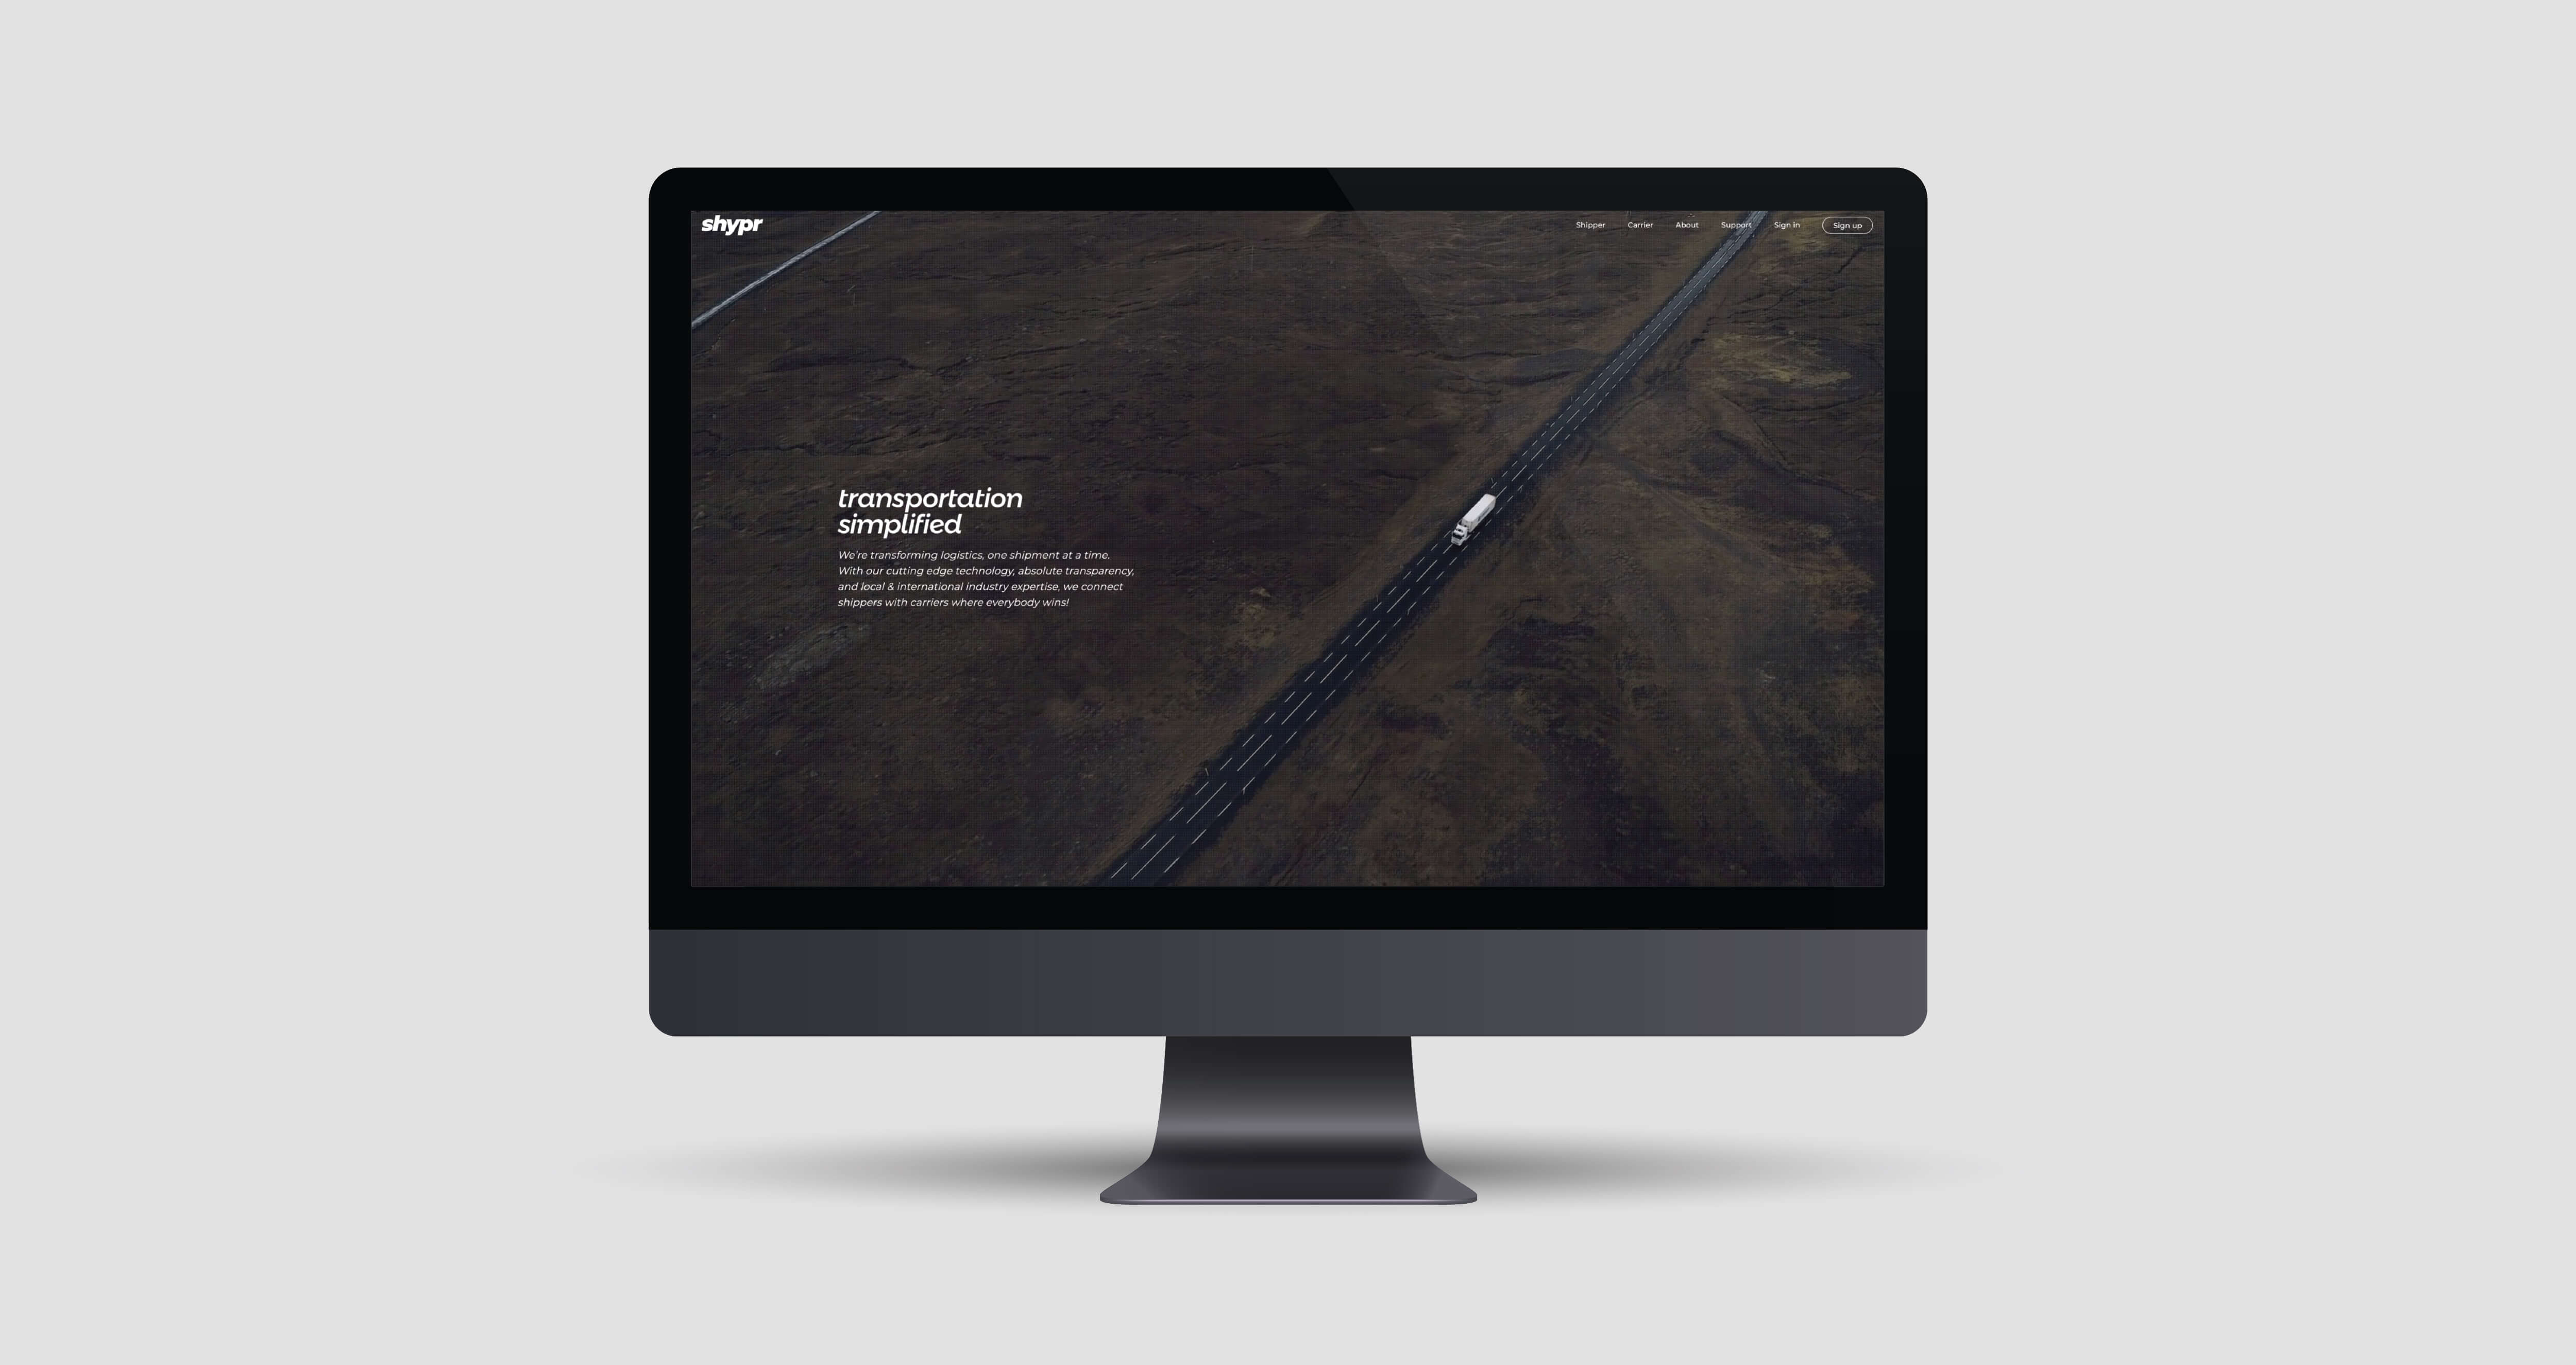 shypr
Shipper Carrier About Support Sign in Sign up
transportation
simplified
We're transforming logistics, one shipment at a time.
With our cutting edge technology, absolute transparency,
and local & international industry expertise, we connect
shippers with carriers where everybody wins!